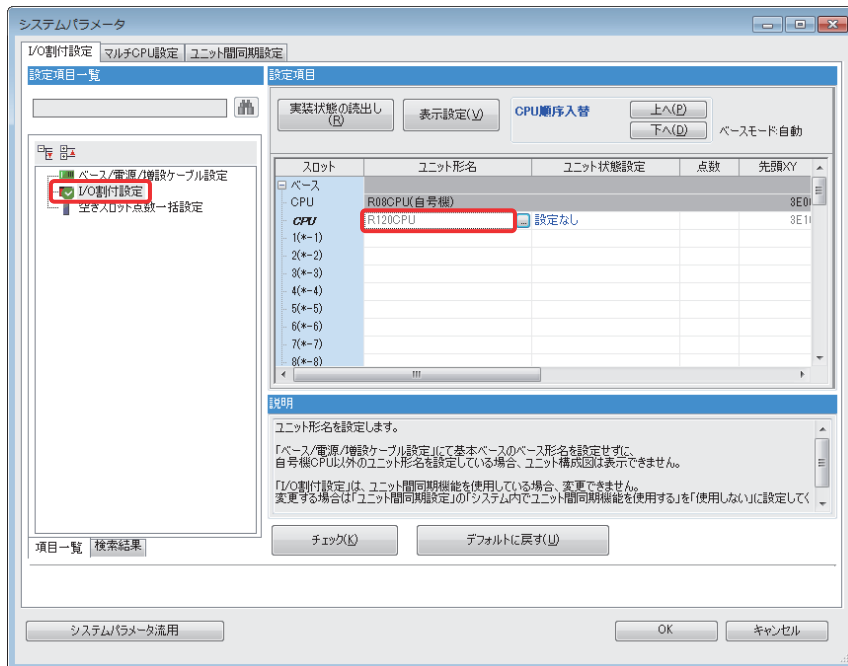 システムパラメータ
I/O割付設定 マルチCPU設定 ユニット間同期設定
設定項目一覧
ベース/電源/増設ケーブル設定
I/O割付設定
空きスロット点数一括設定
項目一覧 検索結果
設定項目
実装状態の読出し(R)
表示設定(V)
CPU順序入替
上へ(P)
下へ(D)
ベースモード:自動
スロット ユニット形名 ユニット状態設定 点数 先頭XY
ベース
CPU R08CPU(自号機) 3E0
CPU R120CPU ... 設定なし 3E1
1(*-1)
2(*-2)
3(*-3)
4(*-4)
5(*-5)
6(*-6)
7(*-7)
8(*-8)
説明
ユニット形名を設定します。
「ベース/電源/増設ケーブル設定」にて基本ベースのベース形名を設定せずに、
自号機CPU以外のユニット形名を設定している場合、ユニット構成図は表示できません。
「I/O割付設定」は、ユニット間同期機能を使用している場合、変更できません。
変更する場合は「ユニット間同期設定」の「システム内でユニット間同期機能を使用する」を「使用しない」に設定してく
チェック(K)
デフォルトに戻す(U)
システムパラメータ流用
OK
キャンセル